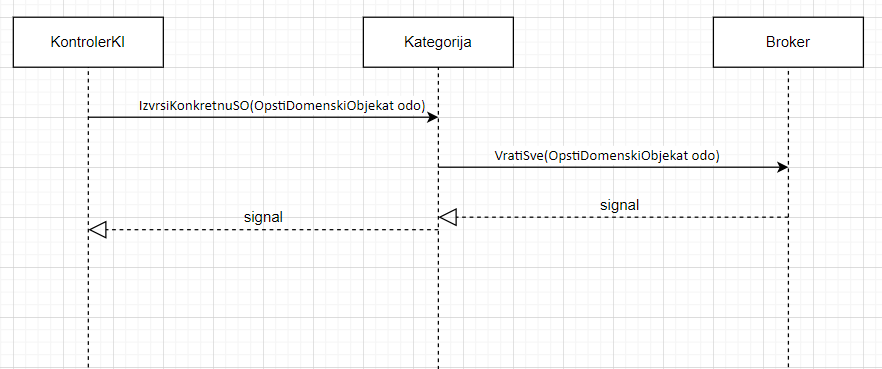 KontrolerKI
Kategorija
Broker
IzvrsiKonkretnuSO(OpstiDomenskiObjekat odo)
VratiSve(OpstiDomenskiObjekat odo)
signal
signal